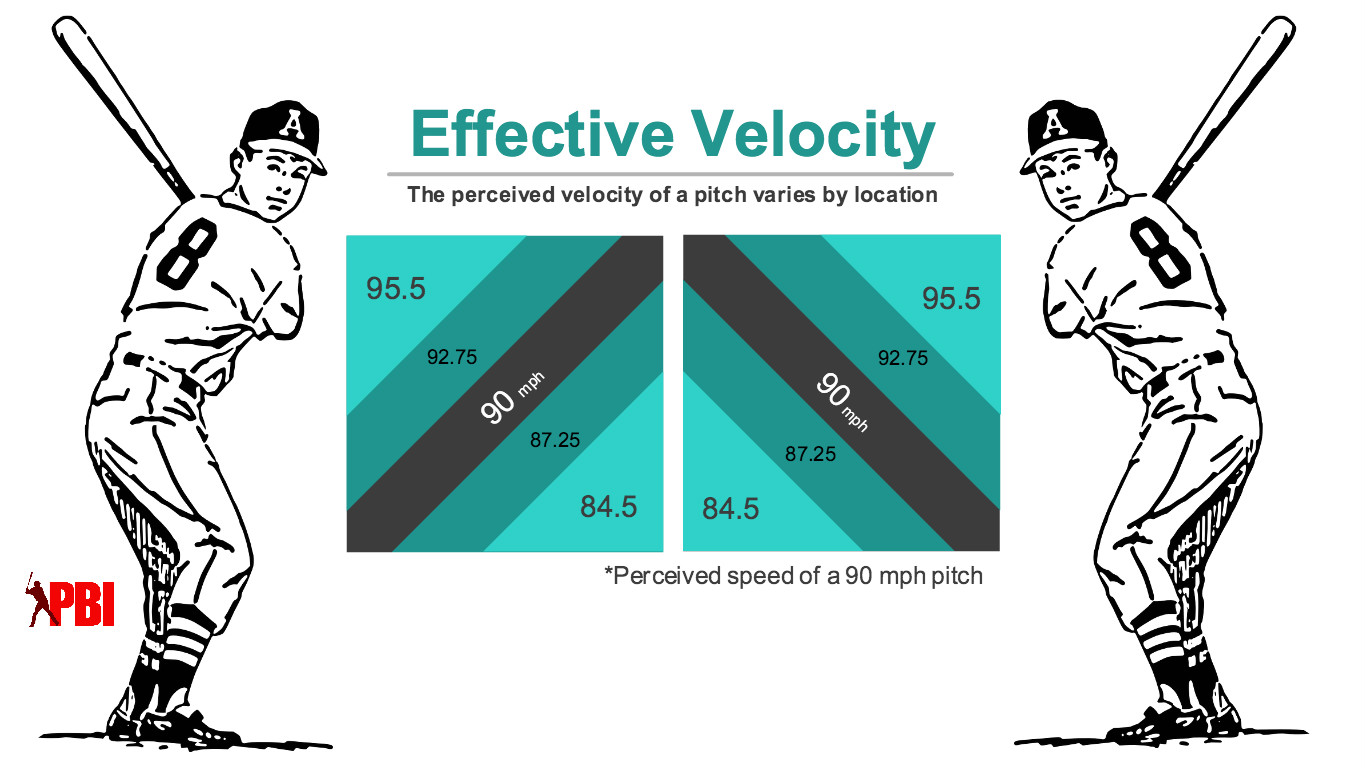 A
A
Effective Velocity
The perceived velocity of a pitch varies by location
8
8
95.5
92.75
90 mph
87.25
84.5
95.5
92.75
90 mph
87.25
84.5
*Perceived speed of a 90 mph pitch
PBI